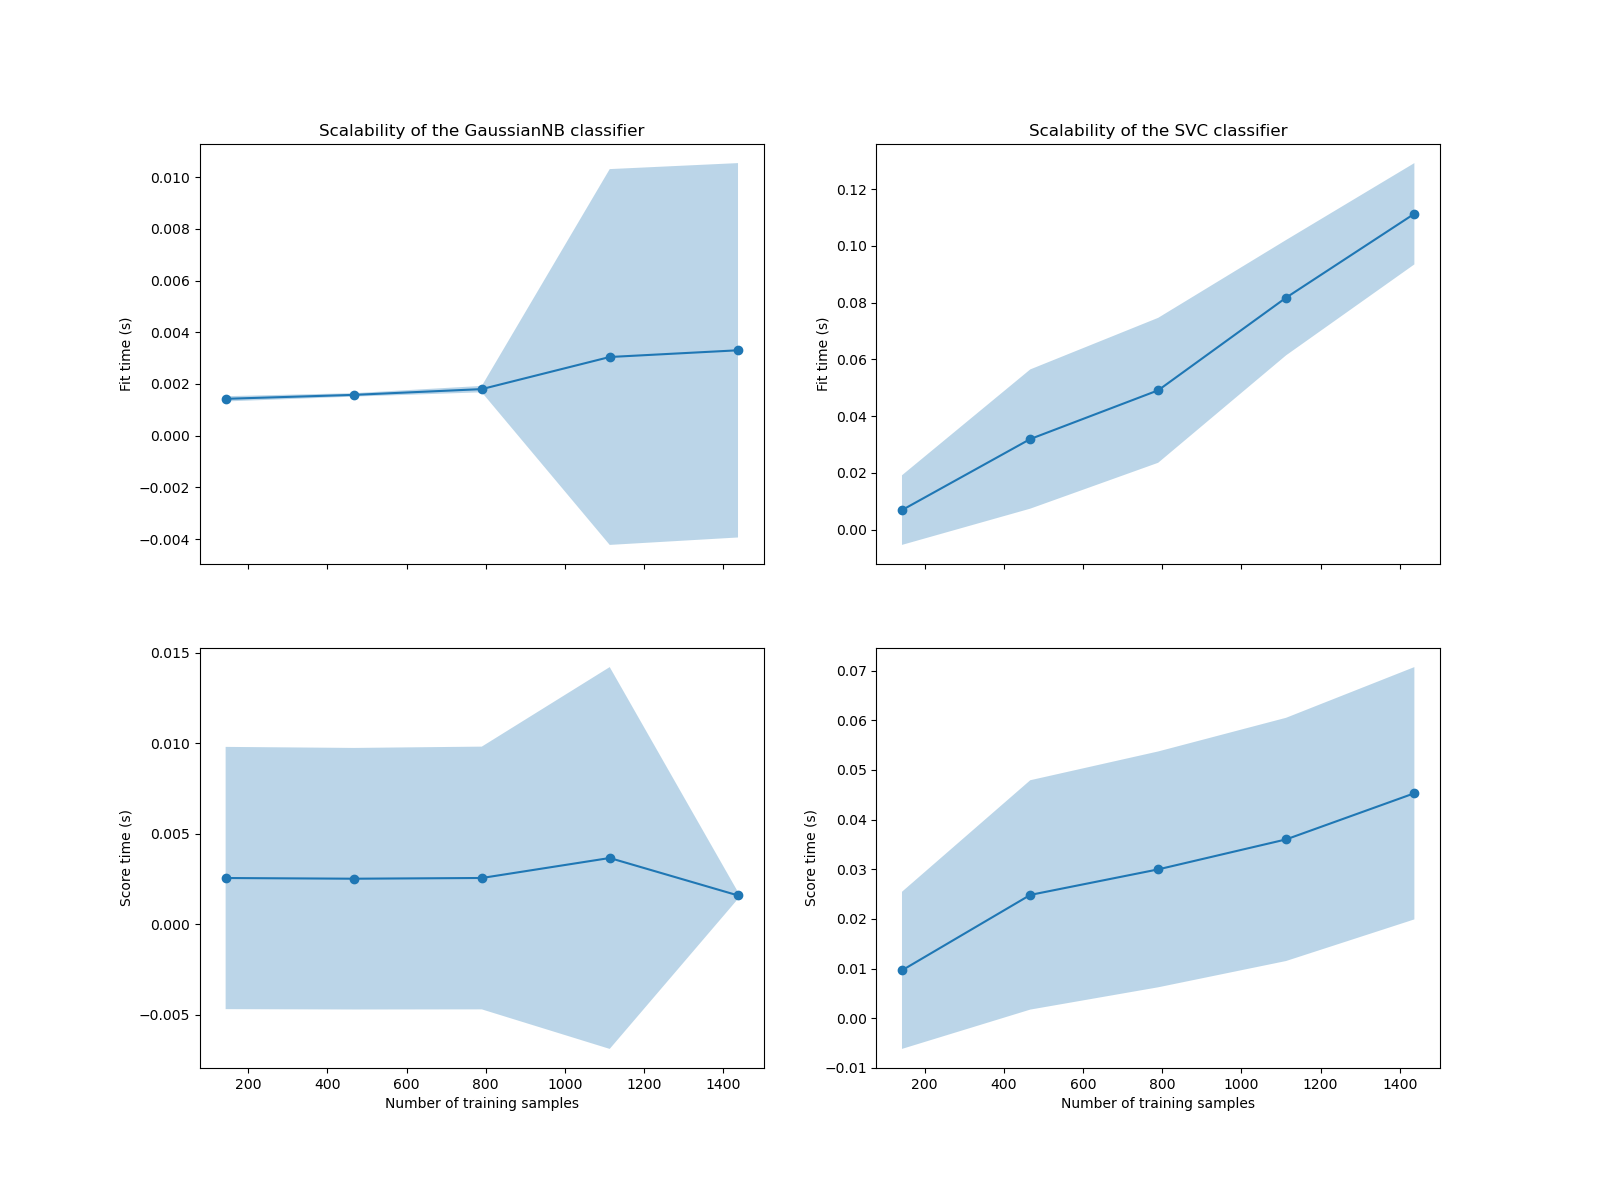 Scalability of the GaussianNB classifier
0.010
0.008
0.006
0.004
0.002
0.000
−0.002
−0.004
Fit time (s)
Scalability of the SVC classifier
0.12
0.10
0.08
0.06
0.04
0.02
0.00
Fit time (s)
0.015
0.010
0.005
0.000
−0.005
Score time (s)
200 400 600 800 1000 1200 1400
Number of training samples
0.07
0.06
0.05
0.04
0.03
0.02
0.01
0.00
−0.01
Score time (s)
200 400 600 800 1000 1200 1400
Number of training samples